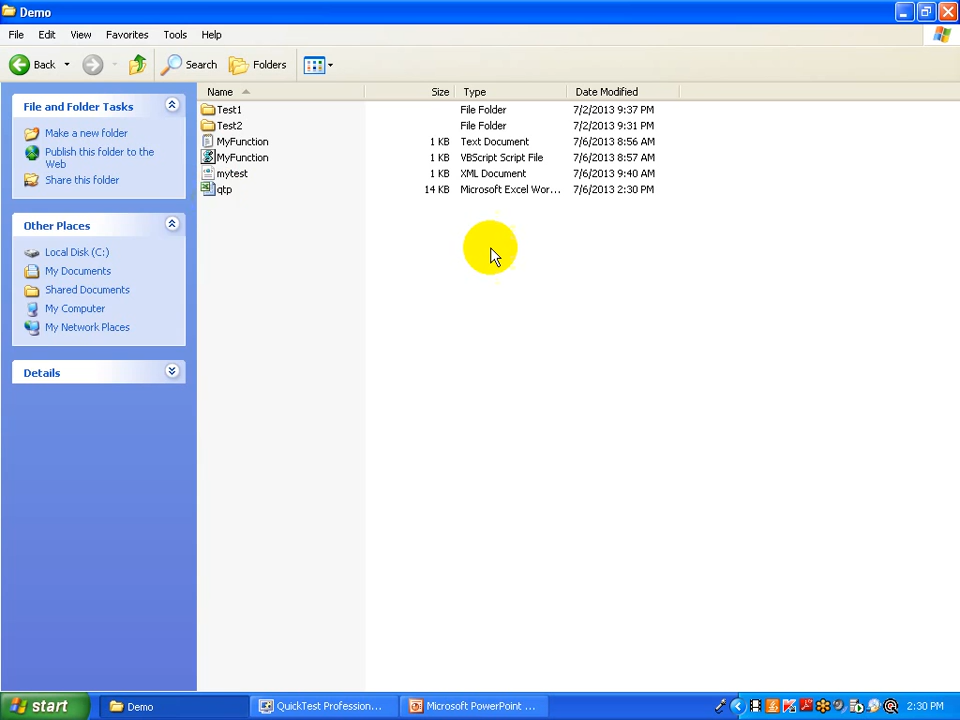 Demo
File Edit View Favorites Tools Help
Back Search Folders
Name Size Type Date Modified
File and Folder Tasks
Make a new folder
Publish this folder to the Web
Share this folder
Other Places
Local Disk (C:)
My Documents
Shared Documents
My Computer
My Network Places
Details
Test1 File Folder 7/2/2013 9:37 PM
Test2 File Folder 7/2/2013 9:31 PM
MyFunction 1 KB Text Document 7/6/2013 8:56 AM
MyFunction 1 KB VBScript Script File 7/6/2013 8:57 AM
mytest 1 KB XML Document 7/6/2013 9:40 AM
qtp 14 KB Microsoft Excel Wor... 7/6/2013 2:30 PM
start Demo QuickTest Profession... Microsoft PowerPoint ... 2:30 PM